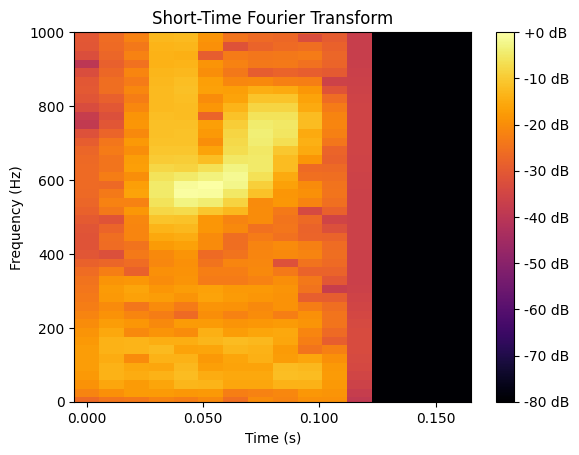 Short-Time Fourier Transform
1000
800
600
400
200
0
Frequency (Hz)
0.000
0.050
0.100
0.150
Time (s)
+0 dB
-10 dB
-20 dB
-30 dB
-40 dB
-50 dB
-60 dB
-70 dB
-80 dB